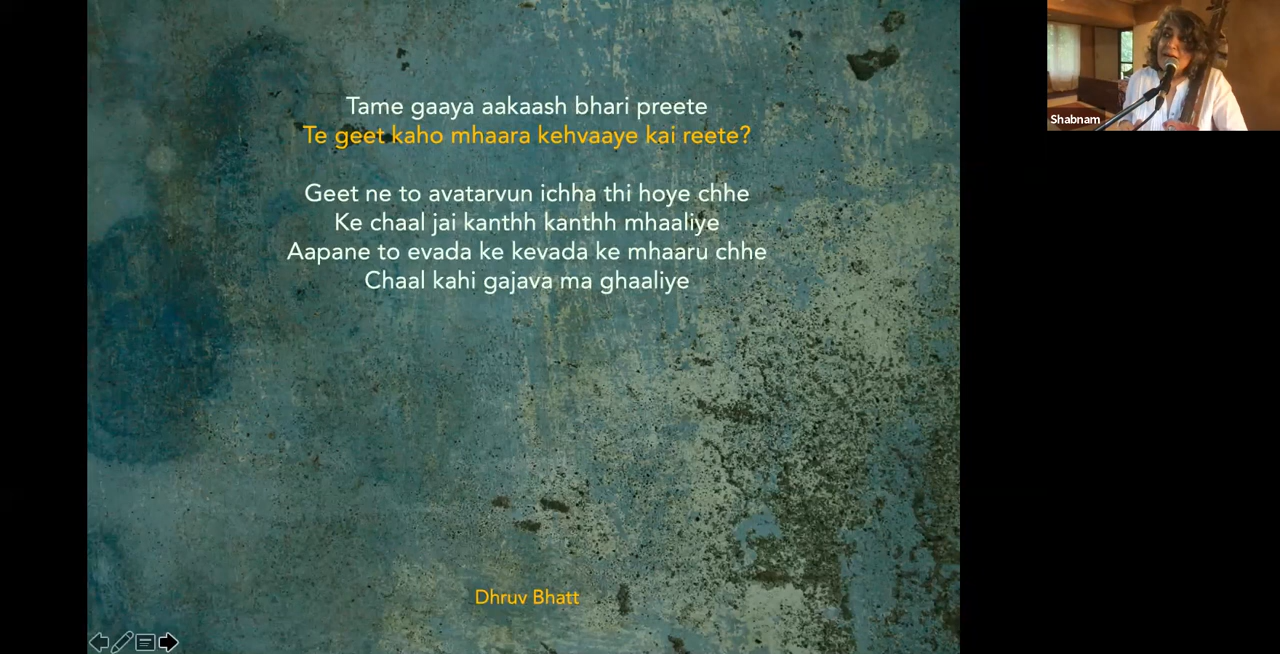 Tame gaaya aakaash bhari preete
Te geet kaho mhaara kehvaaye kai reete?
Geet ne to avatarvun ichha thi hoye chhe
Ke chaal jai kanthh kanthh mhaaliye
Aapane to evada ke kevada ke mhaaru chhe
Chaal kahi gajava ma ghaaliye
Dhruv Bhatt
Shabnam